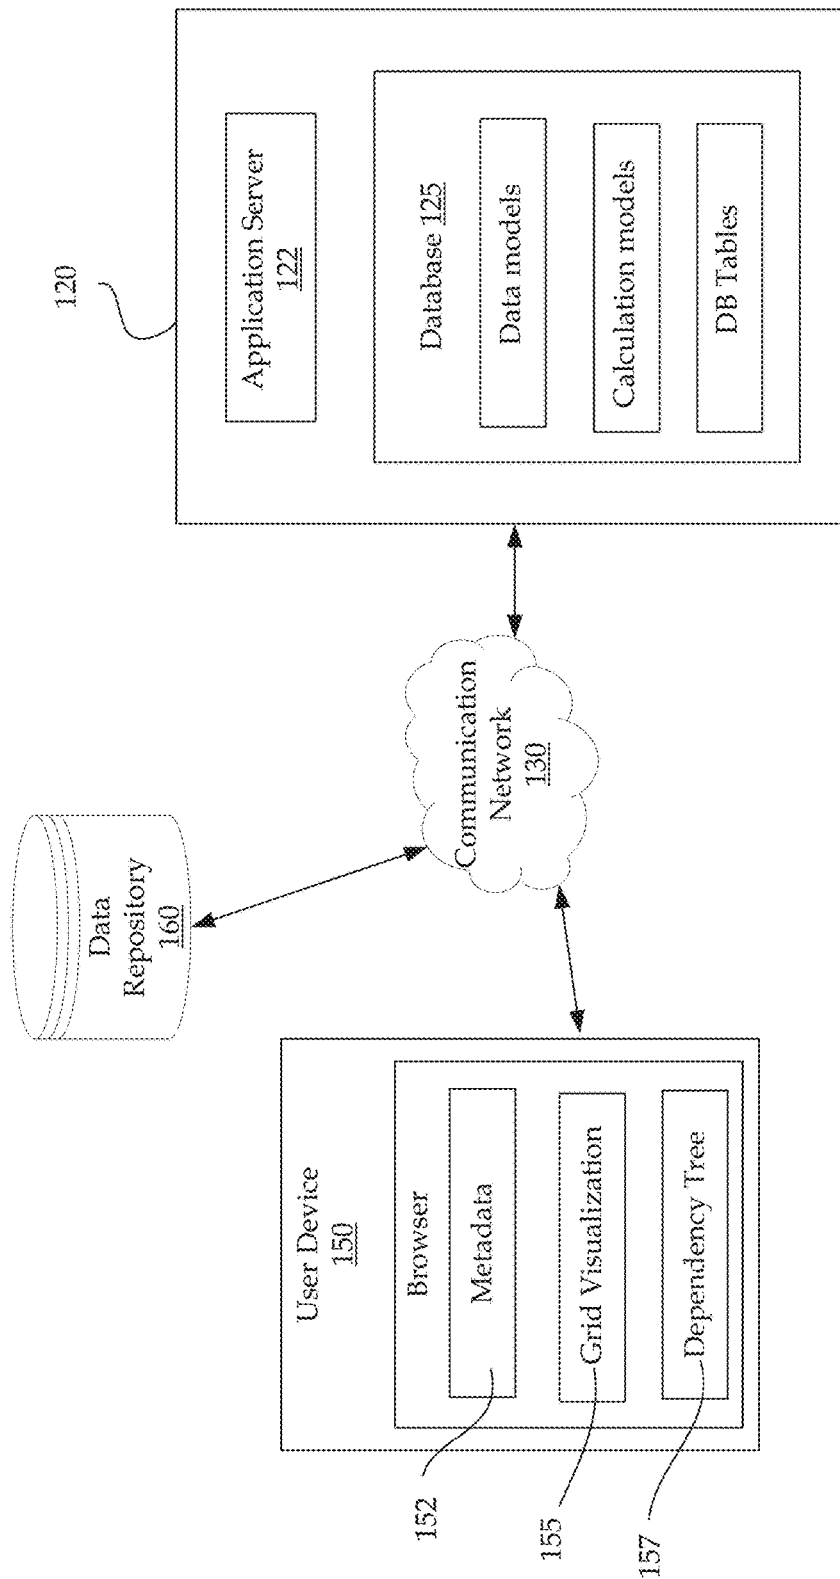 120
Application Server
122
Database 125
Data models
Calculation models
DB Tables
Data
Repository
160
Communication
Network
130
User Device
150
Browser
Metadata
Grid Visualization
Dependency Tree
152
155
157